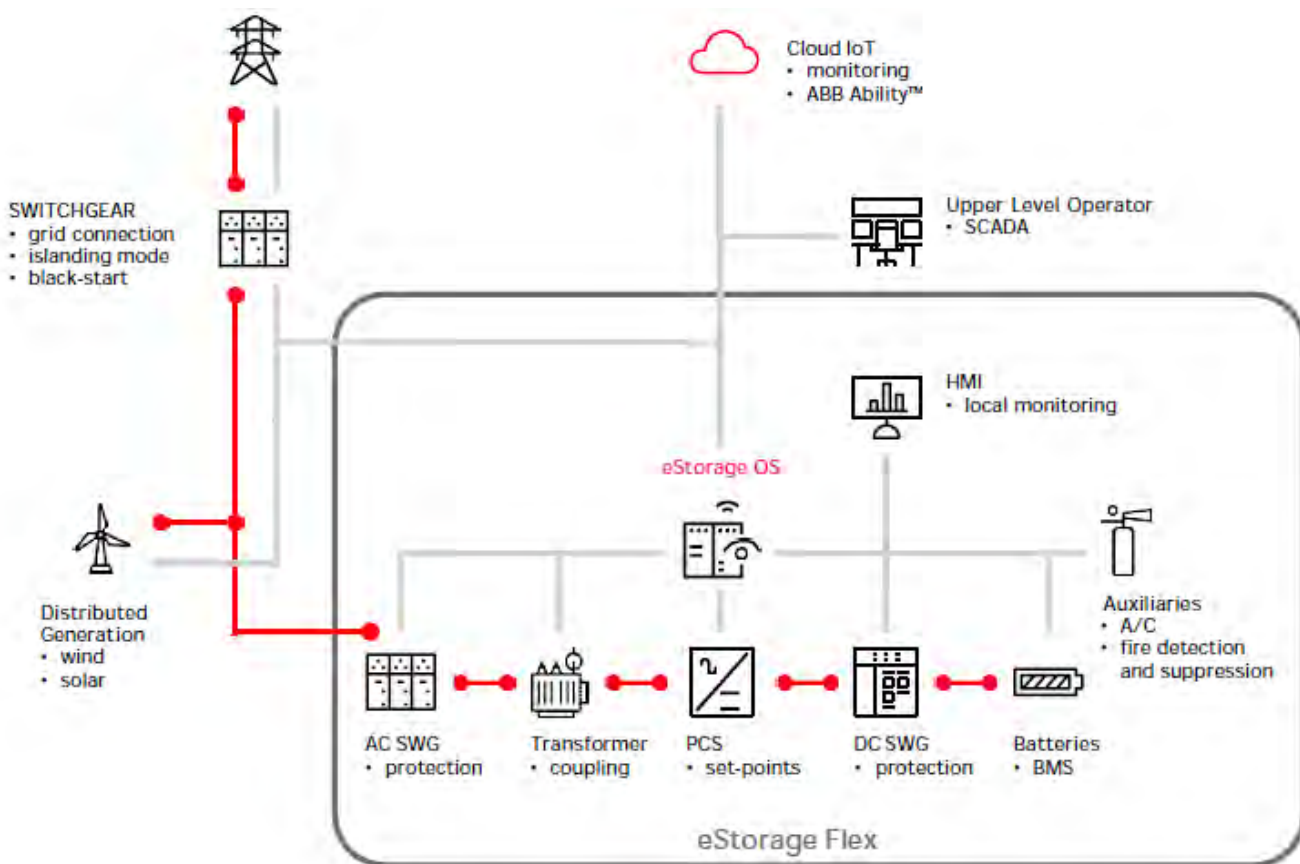 Cloud IoT
• monitoring
• ABB Ability™
SWITCHGEAR
• grid connection
• islanding mode
• black-start
Upper Level Operator
• SCADA
HMI
• local monitoring
eStorage OS
Distributed
Generation
• wind
• solar
Auxiliaries
• A/C
• fire detection
and suppression
AC SWG
• protection
Transformer
• coupling
PCS
• set-points
DC SWG
• protection
Batteries
• BMS
eStorage Flex